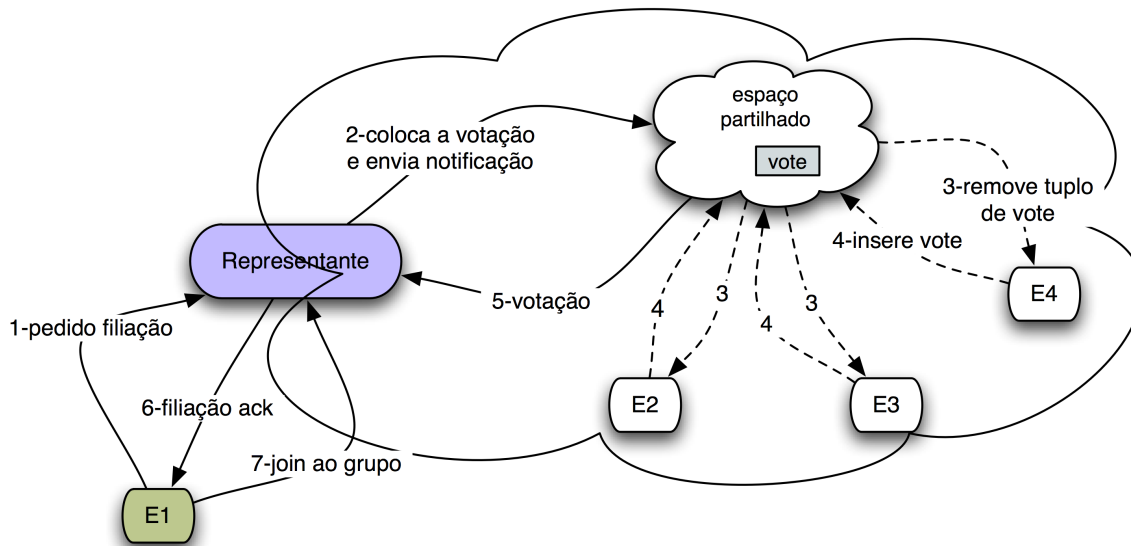 espaço
partilhado
vote
2-coloca a votação
e envia notificação
3-remove tuplo
de vote
4-insere vote
Representante
5-votação
E4
1-pedido filiação
4
3
4
3
6-filiação ack
E2
E3
7-join ao grupo
E1